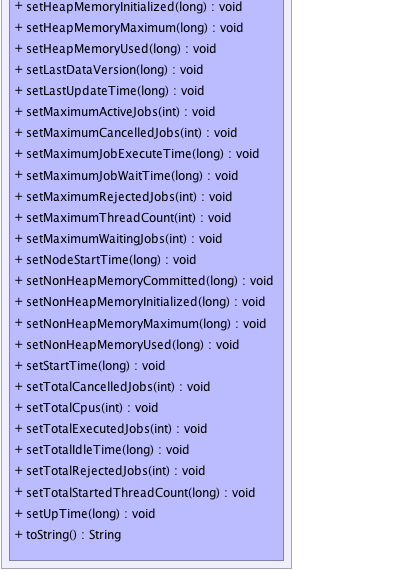 + setHeapMemoryInitialized(long) : void
+ setHeapMemoryMaximum(long) : void
+ setHeapMemoryUsed(long) : void
+ setLastDataVersion(long) : void
+ setLastUpdateTime(long) : void
+ setMaximumActiveJobs(int) : void
+ setMaximumCancelledJobs(int) : void
+ setMaximumJobExecuteTime(long) : void
+ setMaximumJobWaitTime(long) : void
+ setMaximumRejectedJobs(int) : void
+ setMaximumThreadCount(int) : void
+ setMaximumWaitingJobs(int) : void
+ setNodeStartTime(long) : void
+ setNonHeapMemoryCommitted(long) : void
+ setNonHeapMemoryInitialized(long) : void
+ setNonHeapMemoryMaximum(long) : void
+ setNonHeapMemoryUsed(long) : void
+ setStartTime(long) : void
+ setTotalCancelledJobs(int) : void
+ setTotalCpus(int) : void
+ setTotalExecutedJobs(int) : void
+ setTotalIdleTime(long) : void
+ setTotalRejectedJobs(int) : void
+ setTotalStartedThreadCount(long) : void
+ setUpTime(long) : void
+ toString() : String